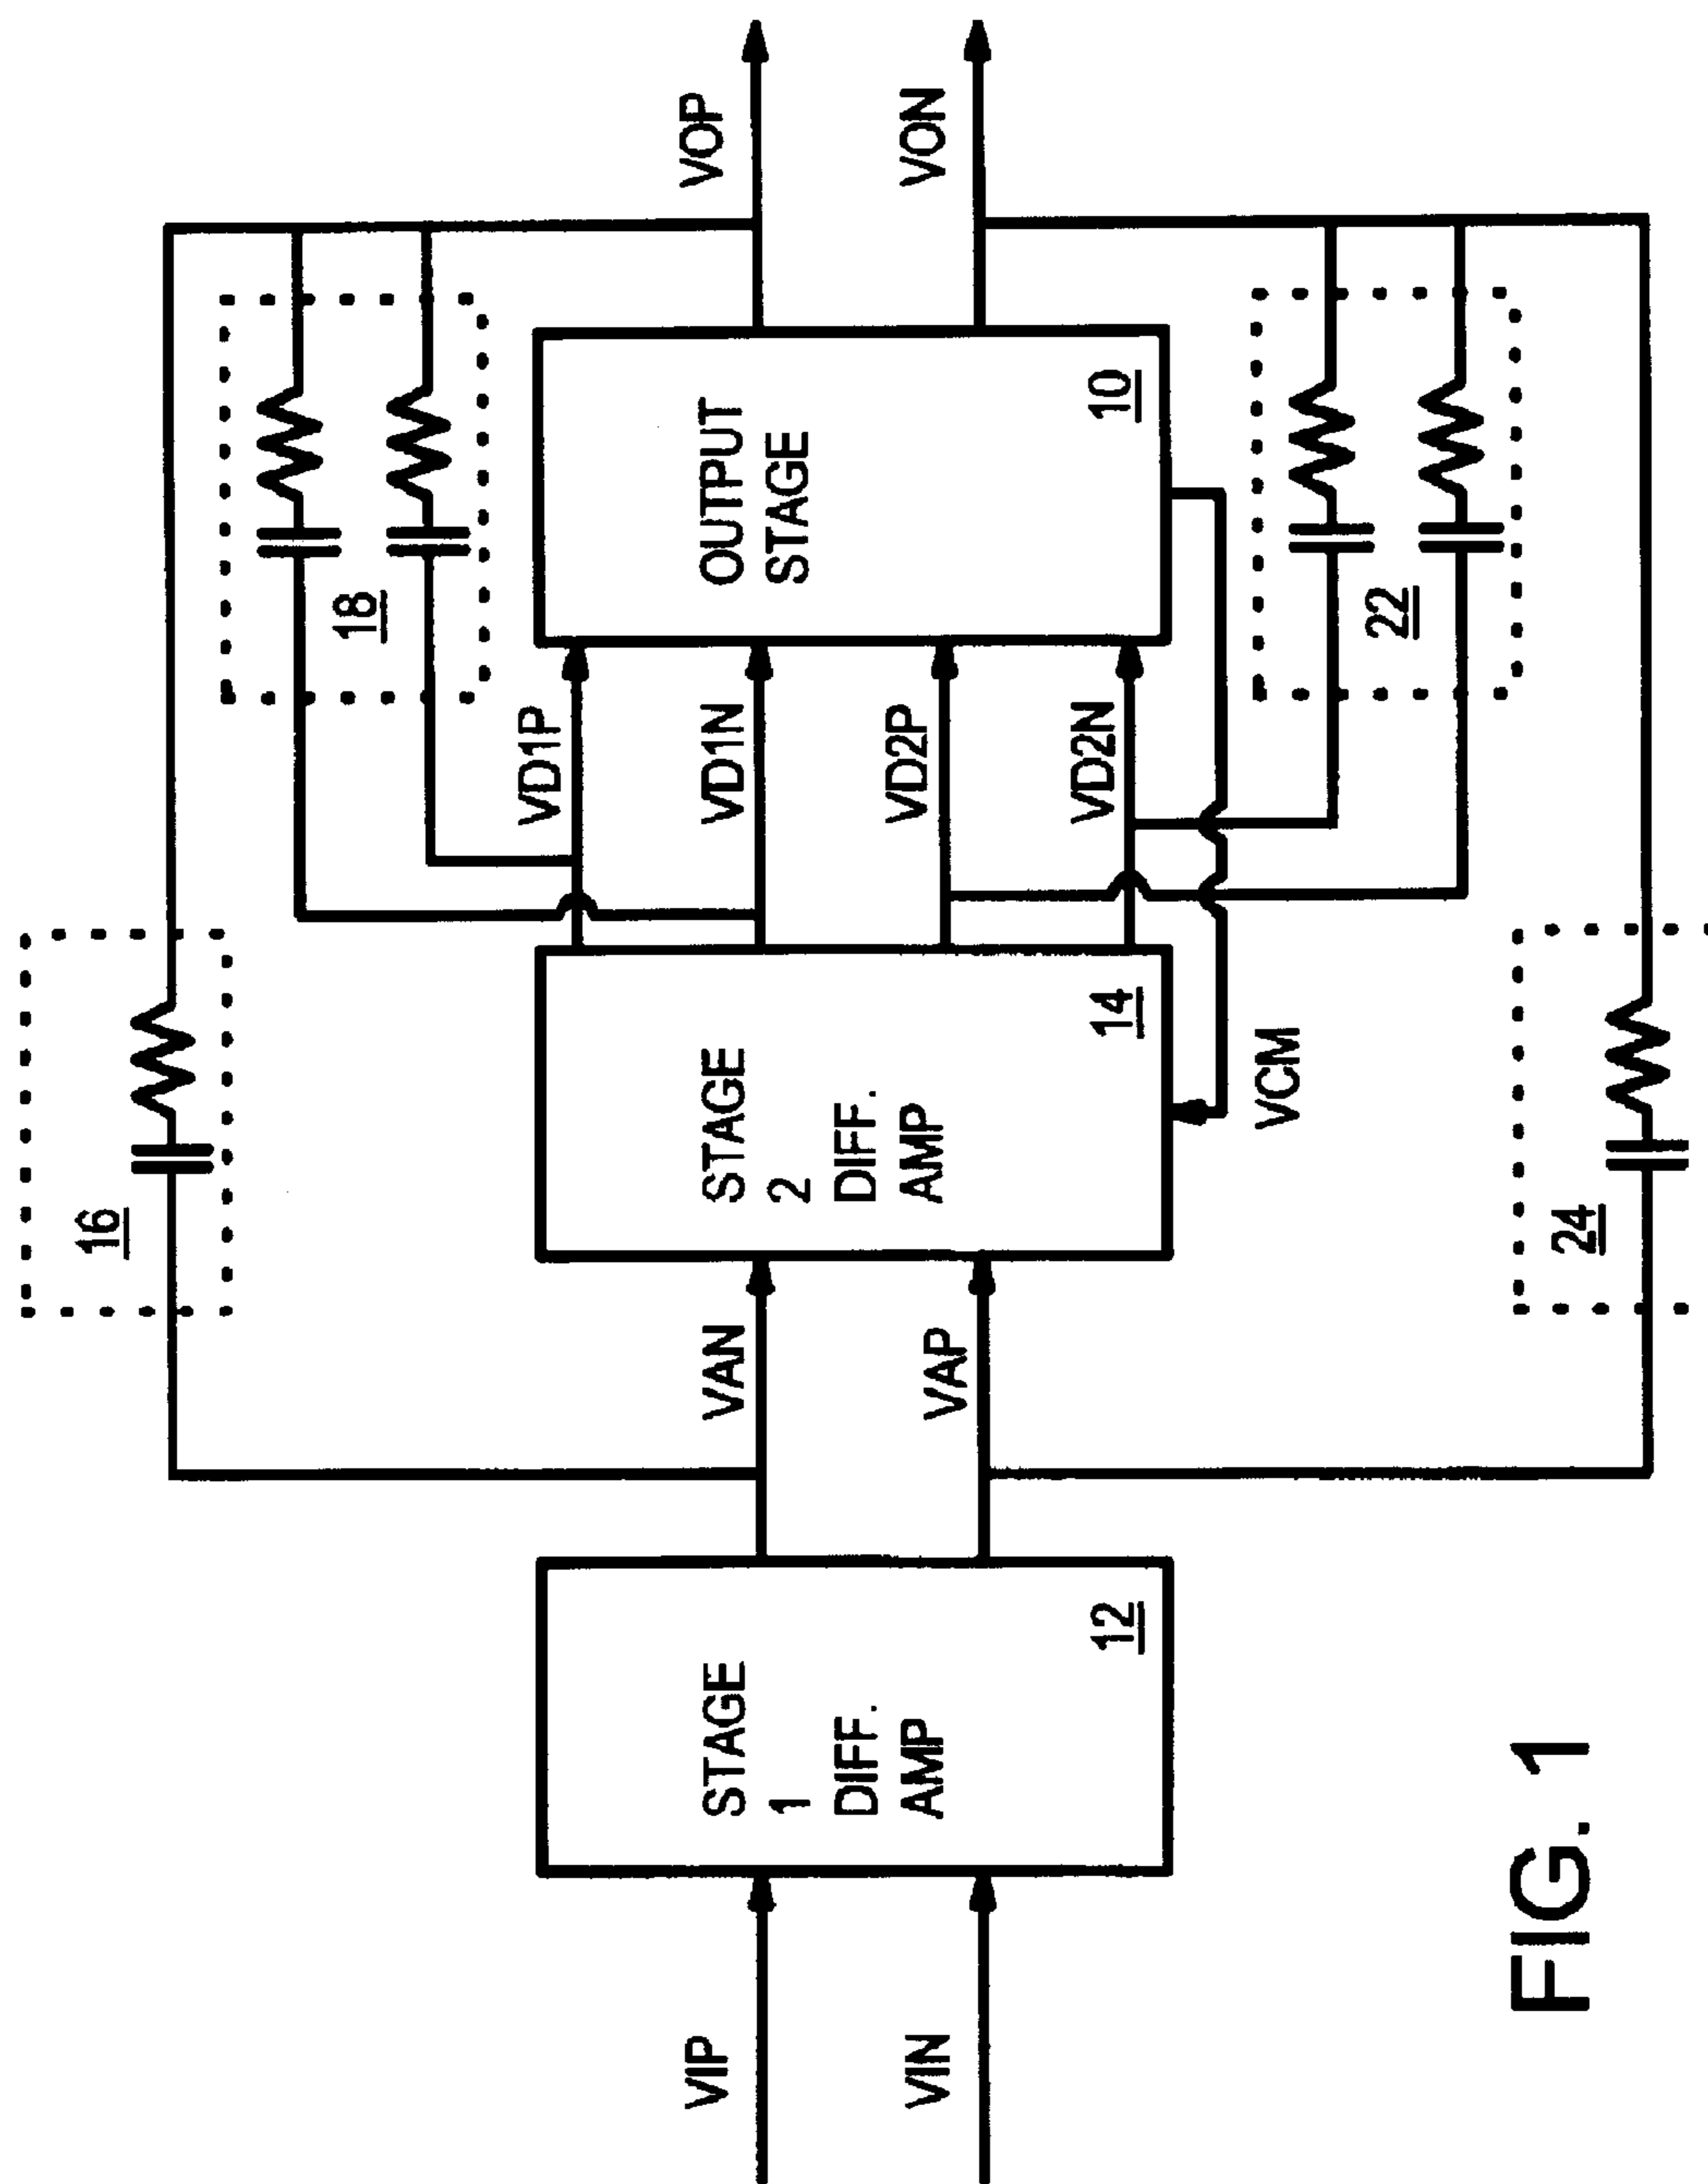 16
18
VIP
VIN
STAGE
1
DIFF.
AMP
12
VAN
VAP
STAGE
2
DIFF.
AMP
14
VCM
VD1P
VD1N
VD2P
VD2N
OUTPUT
STAGE
10
VOP
VON
22
24
FIG. 1